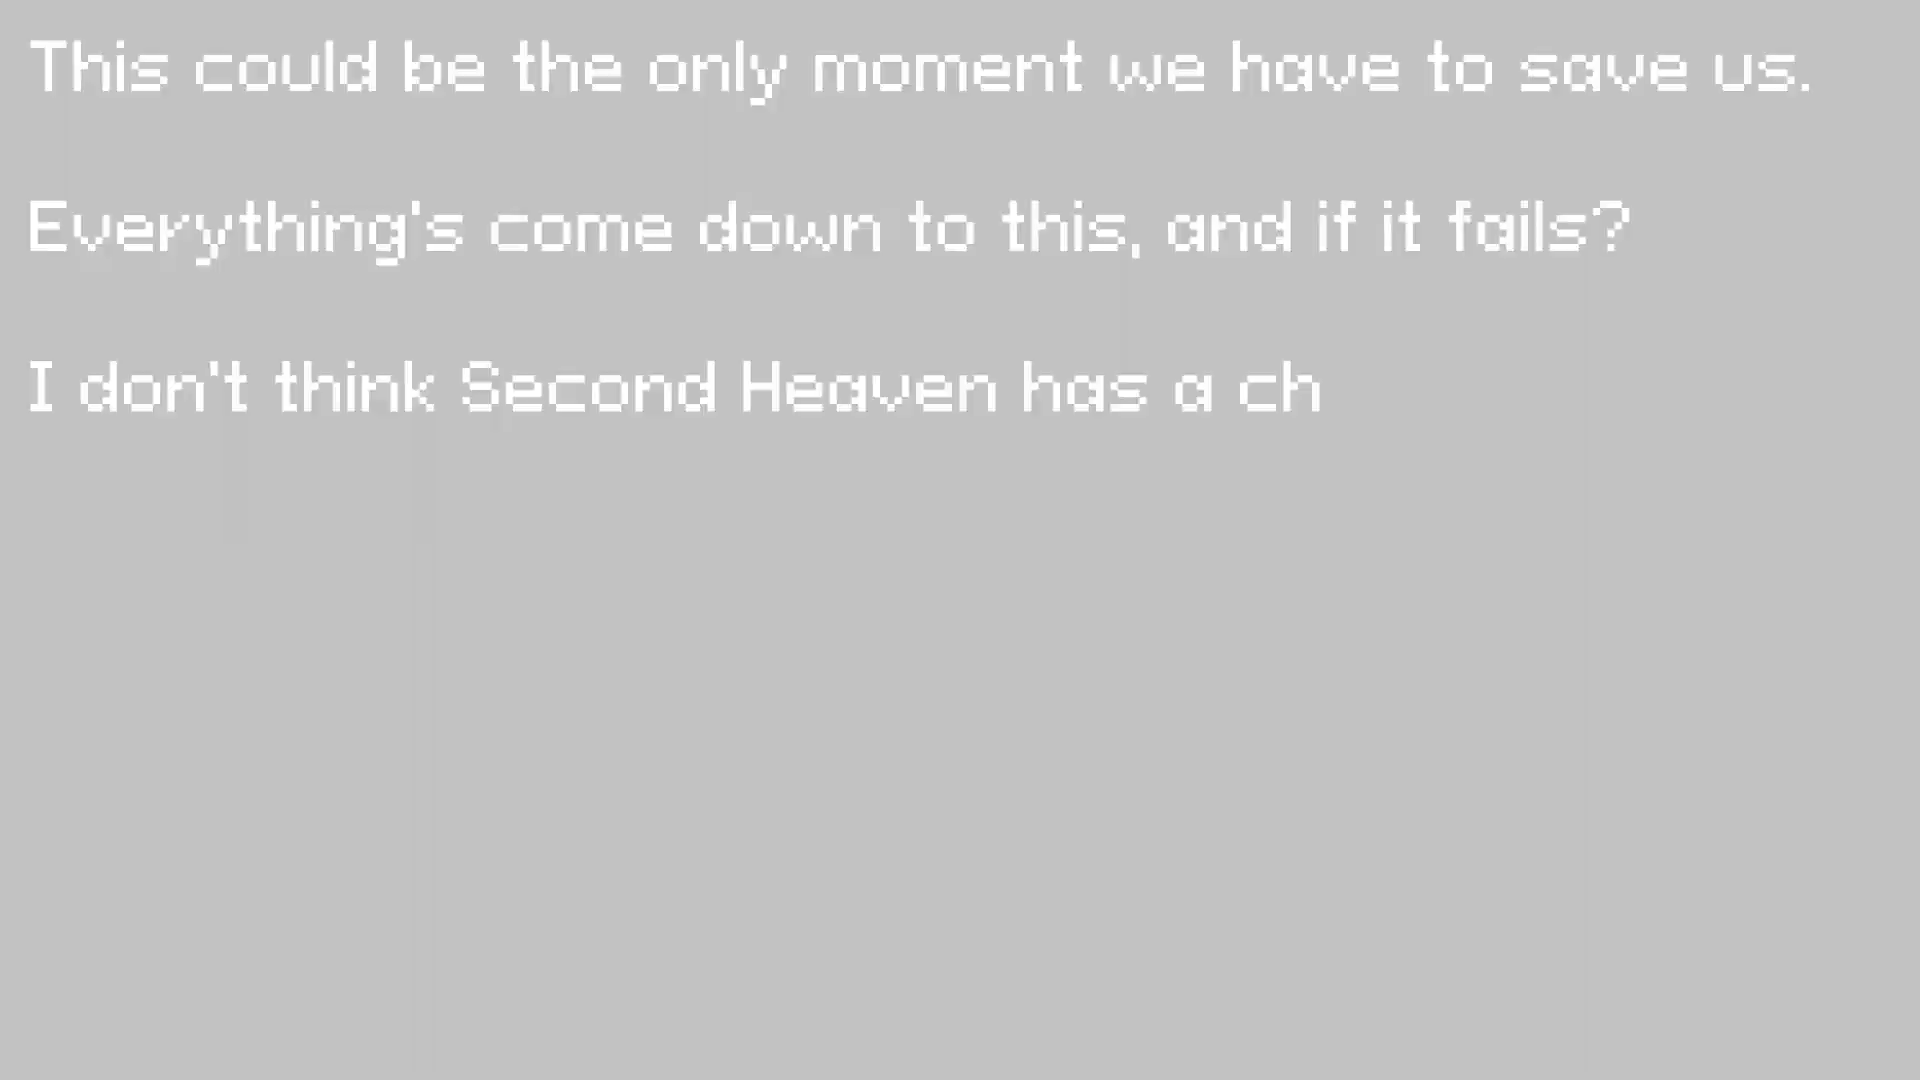 This could be the only moment we have to save us.
Everything's come down to this, and if it fails?
I don't think Second Heaven has a ch